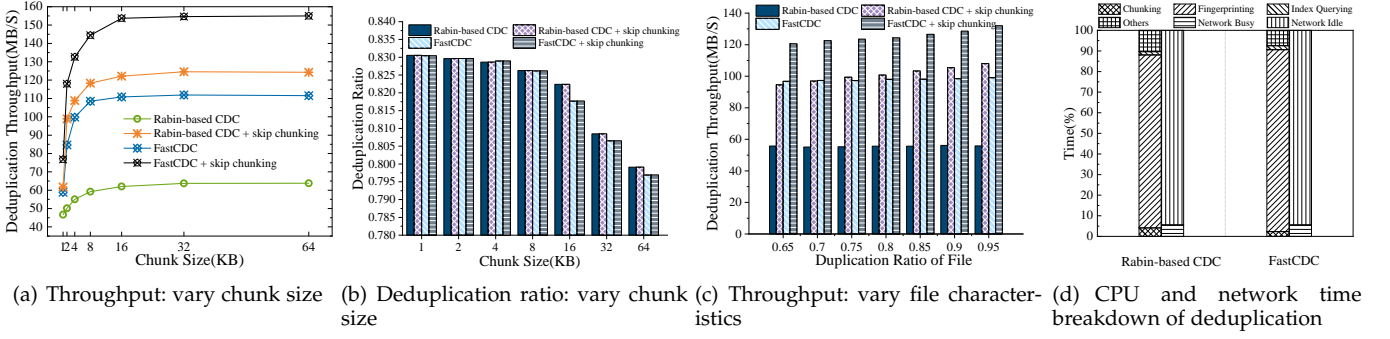 160
150
140
130
120
110
100
90
80
70
60
50
40
Deduplication Throughput(MB/S)
Rabin-based CDC
Rabin-based CDC + skip chunking
FastCDC
FastCDC + skip chunking
1 2 4 8 16 32 64
Chunk Size(KB)
(a) Throughput: vary chunk size
0.840
0.835
0.830
0.825
0.820
0.815
0.810
0.805
0.800
0.795
0.790
0.785
0.780
Deduplication Ratio
Rabin-based CDC Rabin-based CDC + skip chunking
FastCDC FastCDC + skip chunking
1 2 4 8 16 32 64
Chunk Size(KB)
(b) Deduplication ratio: vary chunk
size
140
120
100
80
60
40
20
0
Deduplication Throughput(MB/S)
Rabin-based CDC Rabin-based CDC + skip chunking
FastCDC FastCDC + skip chunking
0.65 0.7 0.75 0.8 0.85 0.9 0.95
Duplication Ratio of File
(c) Throughput: vary file character-
istics
Chunking Fingerprinting Index Querying
Others Network Busy Network Idle
100
90
80
70
60
50
40
30
20
10
0
Time(%)
Rabin-based CDC FastCDC
(d) CPU and network time
breakdown of deduplication